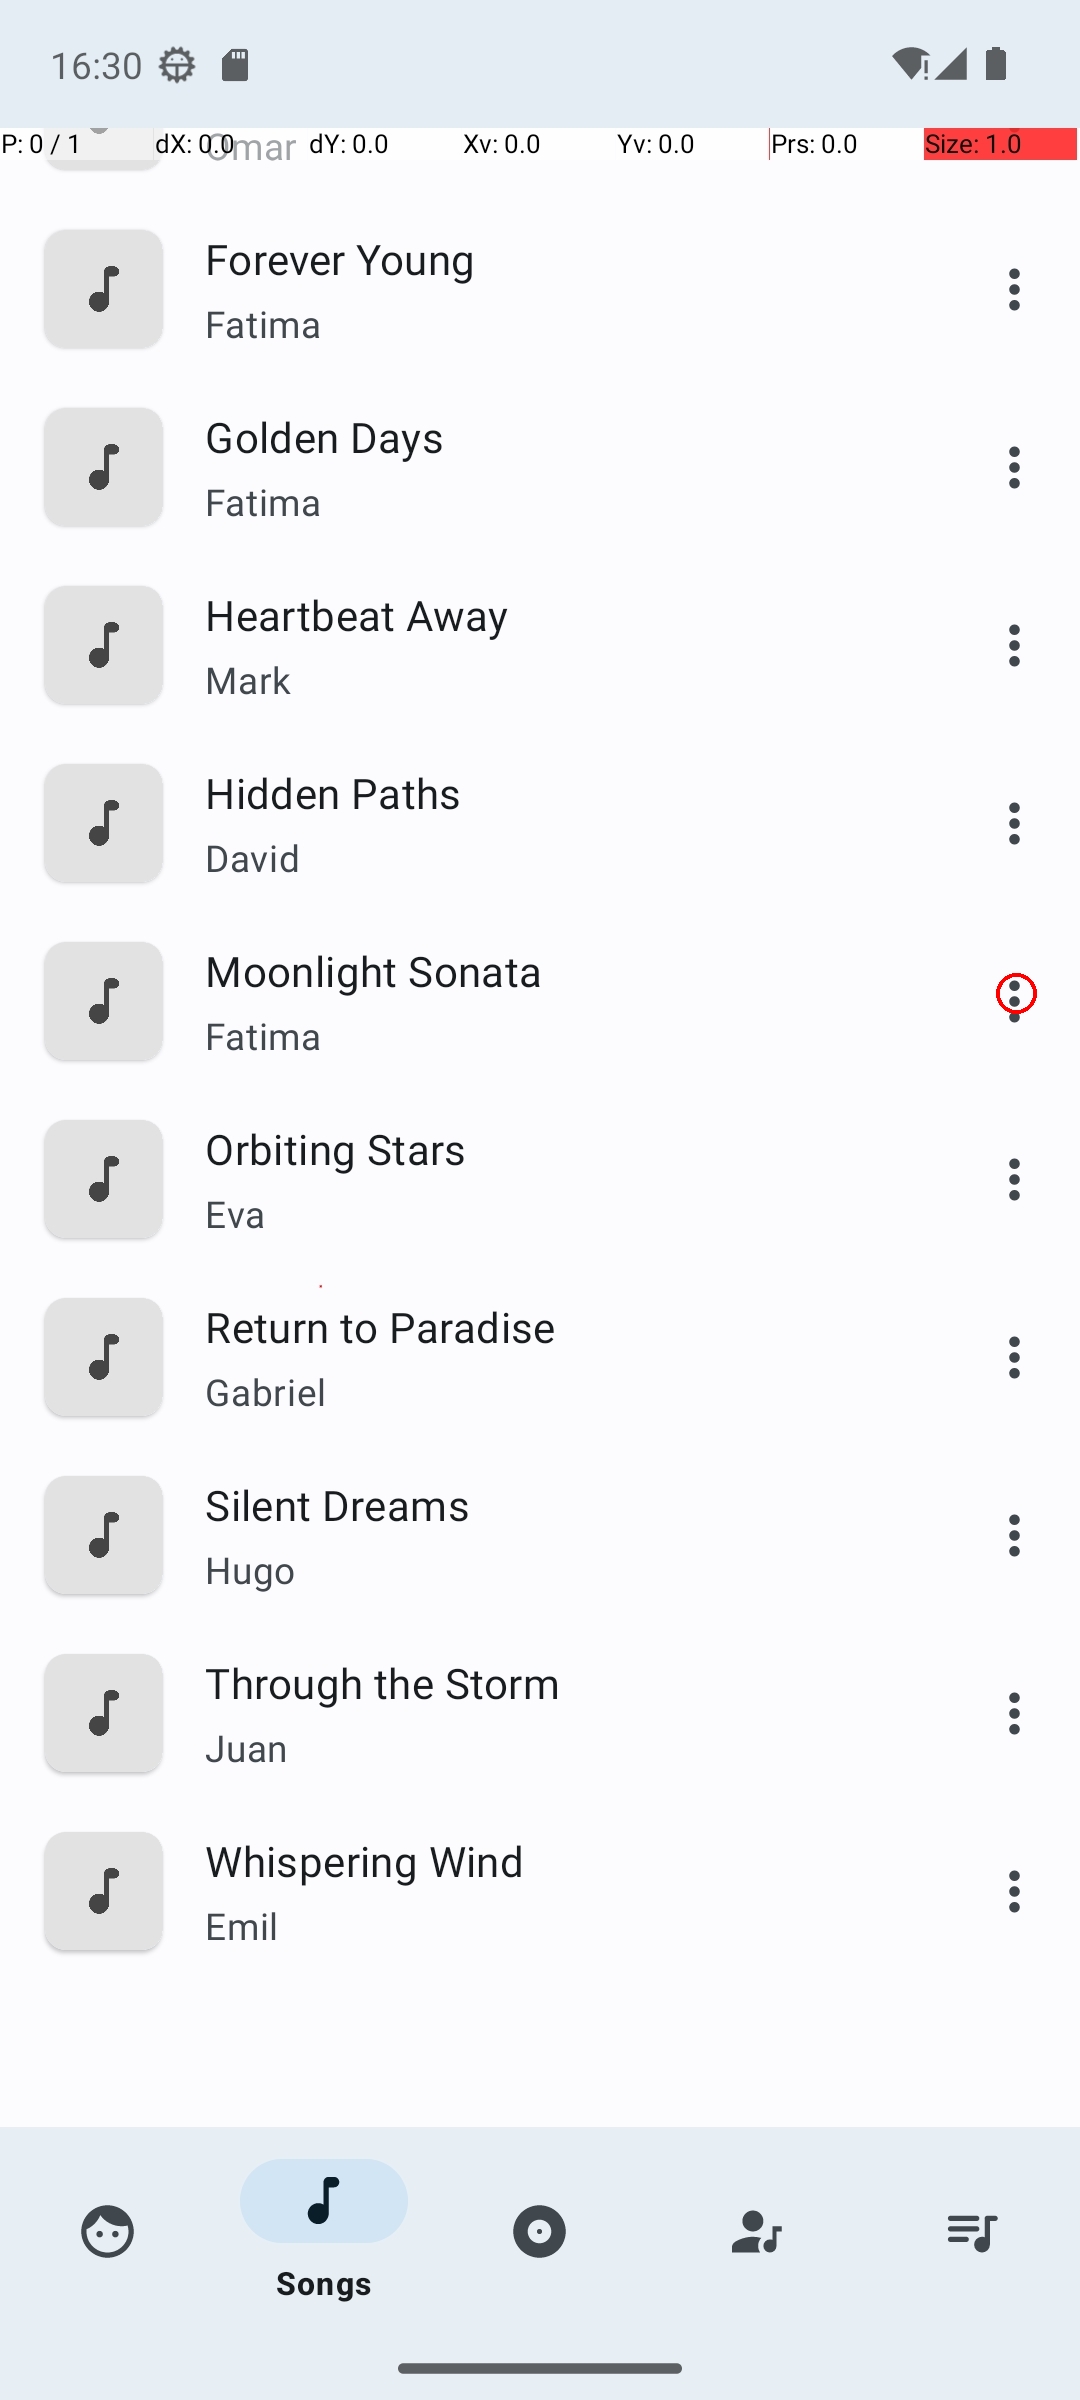 16:30
P: 0 / 1 dX: 0.0 dY: 0.0 Xv: 0.0 Yv: 0.0 Prs: 0.0 Size: 1.0
Omar
Forever Young
Fatima
Golden Days
Fatima
Heartbeat Away
Mark
Hidden Paths
David
Moonlight Sonata
Fatima
Orbiting Stars
Eva
Return to Paradise
Gabriel
Silent Dreams
Hugo
Through the Storm
Juan
Whispering Wind
Emil
Songs